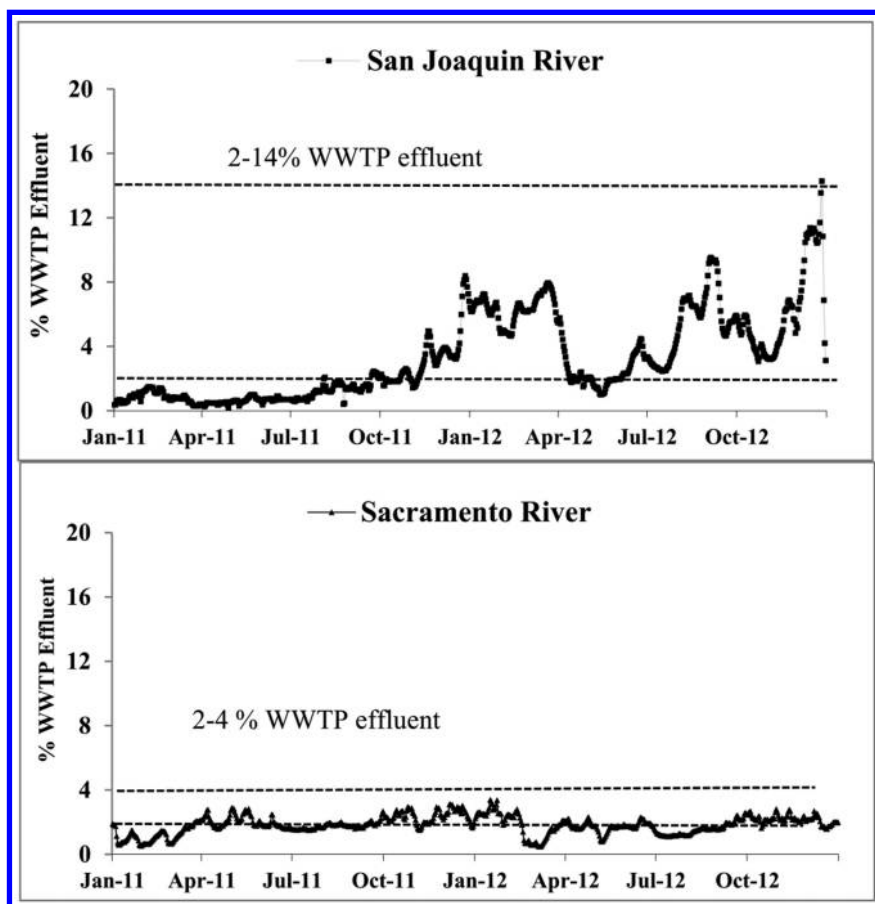 San Joaquin River
20
2-14% WWTP effluent
16
12
8
4
0
% WWTP Effluent
Jan-11 Apr-11 Jul-11 Oct-11 Jan-12 Apr-12 Jul-12 Oct-12
Sacramento River
20
16
12
8
2-4 % WWTP effluent
4
0
% WWTP Effluent
Jan-11 Apr-11 Jul-11 Oct-11 Jan-12 Apr-12 Jul-12 Oct-12